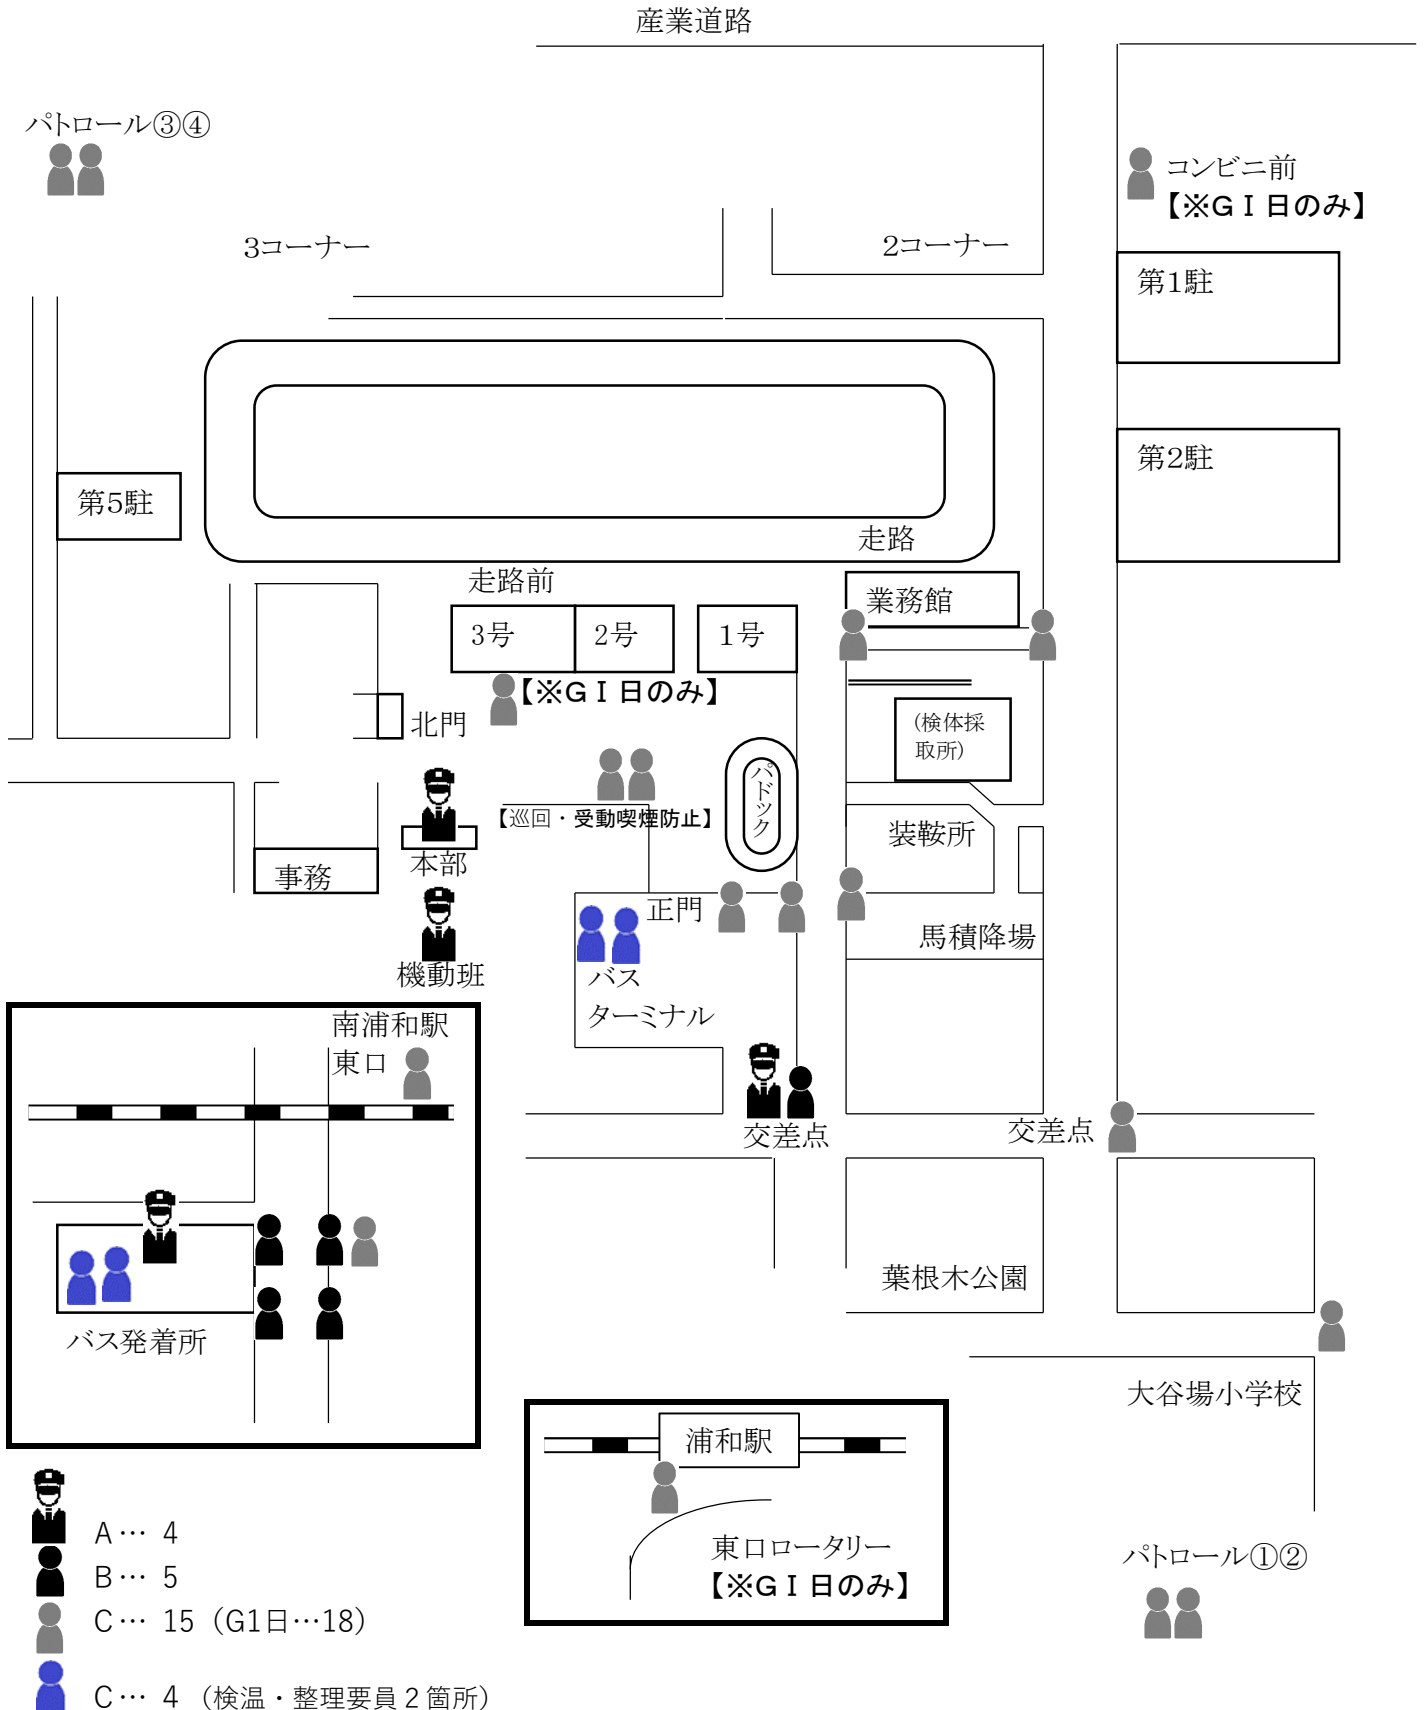 産業道路
パトロール③④
コンビニ前
【※GⅠ日のみ】
3コーナー
2コーナー
第1駐
第2駐
第5駐
走路
走路前
業務館
3号
2号
1号
【※GⅠ日のみ】
北門
(検体採
取所)
パドック
【巡回・受動喫煙防止】
装鞍所
本部
事務
正門
馬積降場
機動班
バス
ターミナル
南浦和駅
東口
交差点
交差点
葉根木公園
バス発着所
大谷場小学校
浦和駅
東口ロータリー
【※GⅠ日のみ】
パトロール①②
A… 4
B… 5
C… 15（G1日…18）
C… 4 （検温・整理要員２箇所）